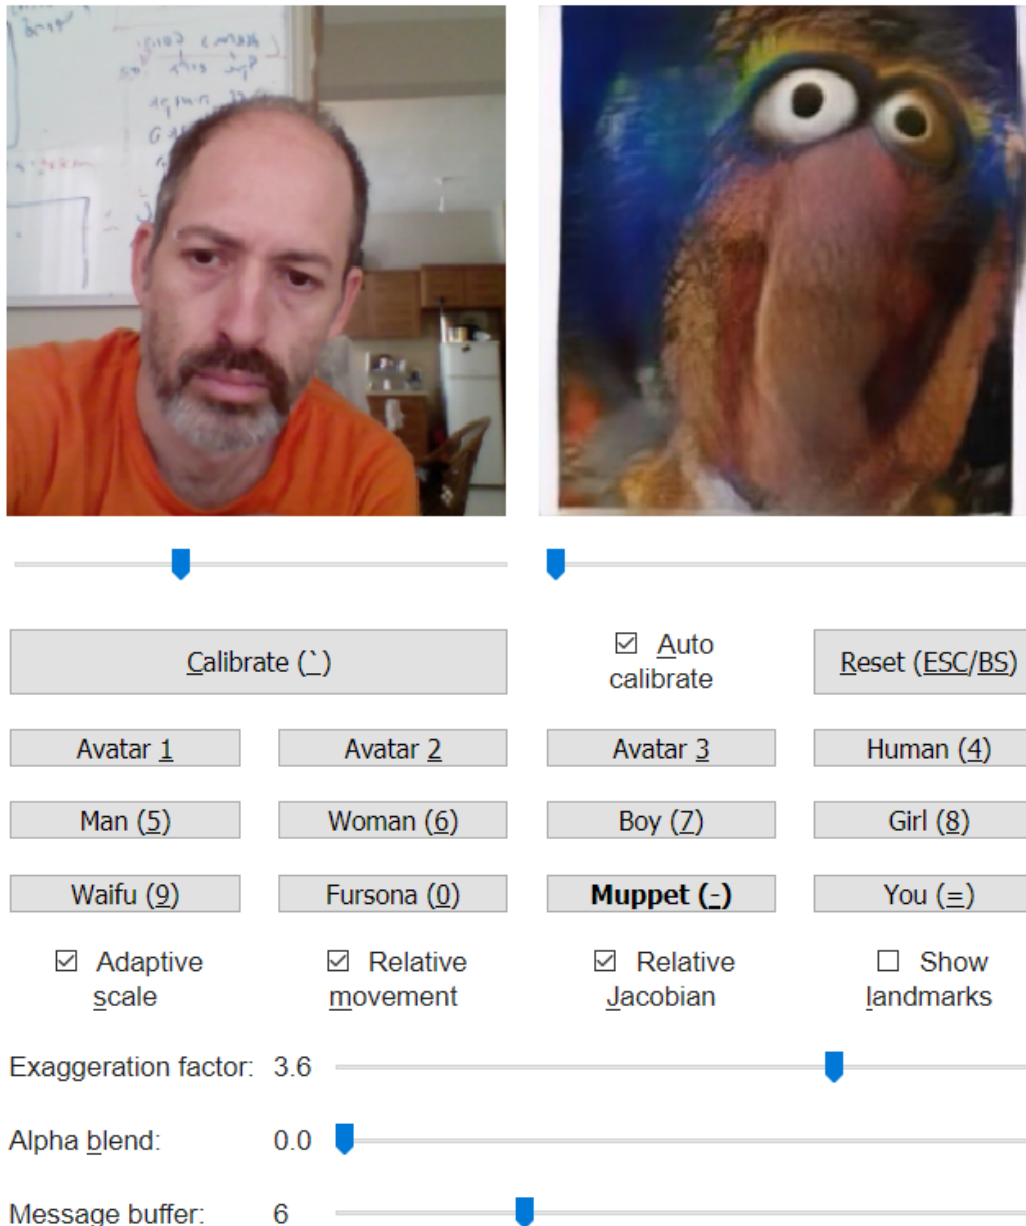 Calibrate (`)
Auto
calibrate
Reset (ESC/BS)
Avatar 1
Avatar 2
Avatar 3
Human (4)
Man (5)
Woman (6)
Boy (7)
Girl (8)
Waifu (9)
Fursona (0)
Muppet (-)
You (=)
Adaptive
scale
Relative
movement
Relative
Jacobian
Show
landmarks
Exaggeration factor: 3.6
Alpha blend: 0.0
Message buffer: 6